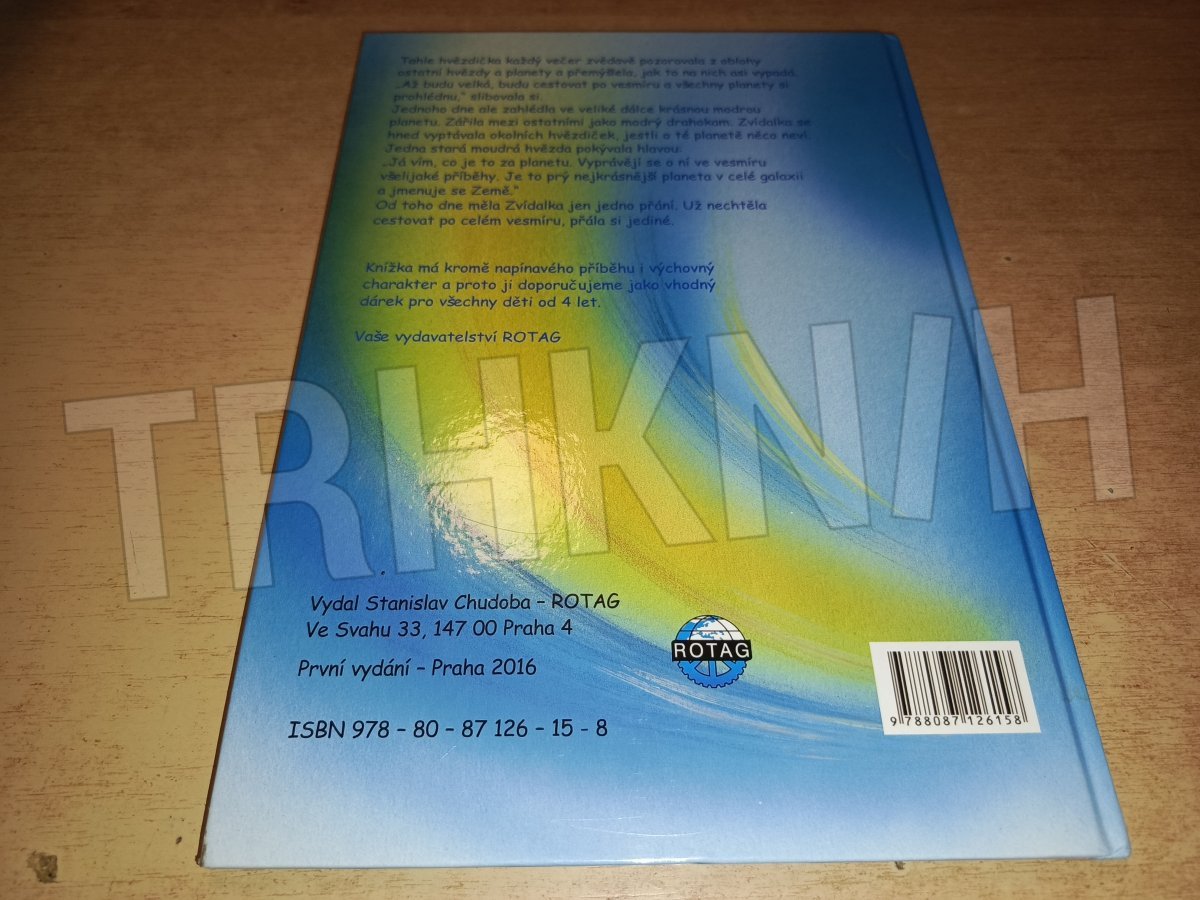 Tahle hvězdička každý večer zvědavě pozorovala z oblohy
ostatní hvězdy a planety a přemýšlela, jak to na nich asi vypadá.
„Až budu velká, budu cestovat po vesmíru a všechny planety si
prohlédnu,“ slibovala si.
Jednoho dne ale zahlédla ve veliké dálce krásnou modrou
planetu. Zářila mezi ostatními jako modrý drahokam. Zvídalka se
hned vyptávala okolních hvězdiček, jestli o té planetě něco neví.
Jedna stará moudrá hvězda pokývala hlavou:
„Já vím, co je to za planetu. Vyprávějí se o ní ve vesmíru
všelijaké příběhy. Je to prý nejkrásnější planeta v celé galaxii
a jmenuje se Země.“
Od toho dne měla Zvídalka jen jedno přání. Už nechtěla
cestovat po celém vesmíru, přála si jediné.
Knížka má kromě napínavého příběhu i výchovný
charakter a proto ji doporučujeme jako vhodný
dárek pro všechny děti od 4 let.
Vaše vydavatelství ROTAG
TRHKNIH
Vydal Stanislav Chudoba – ROTAG
Ve Svahu 33, 147 00 Praha 4
První vydání – Praha 2016
ROTAG
ISBN 978 – 80 – 87 126 – 15 - 8
9 788087 126158